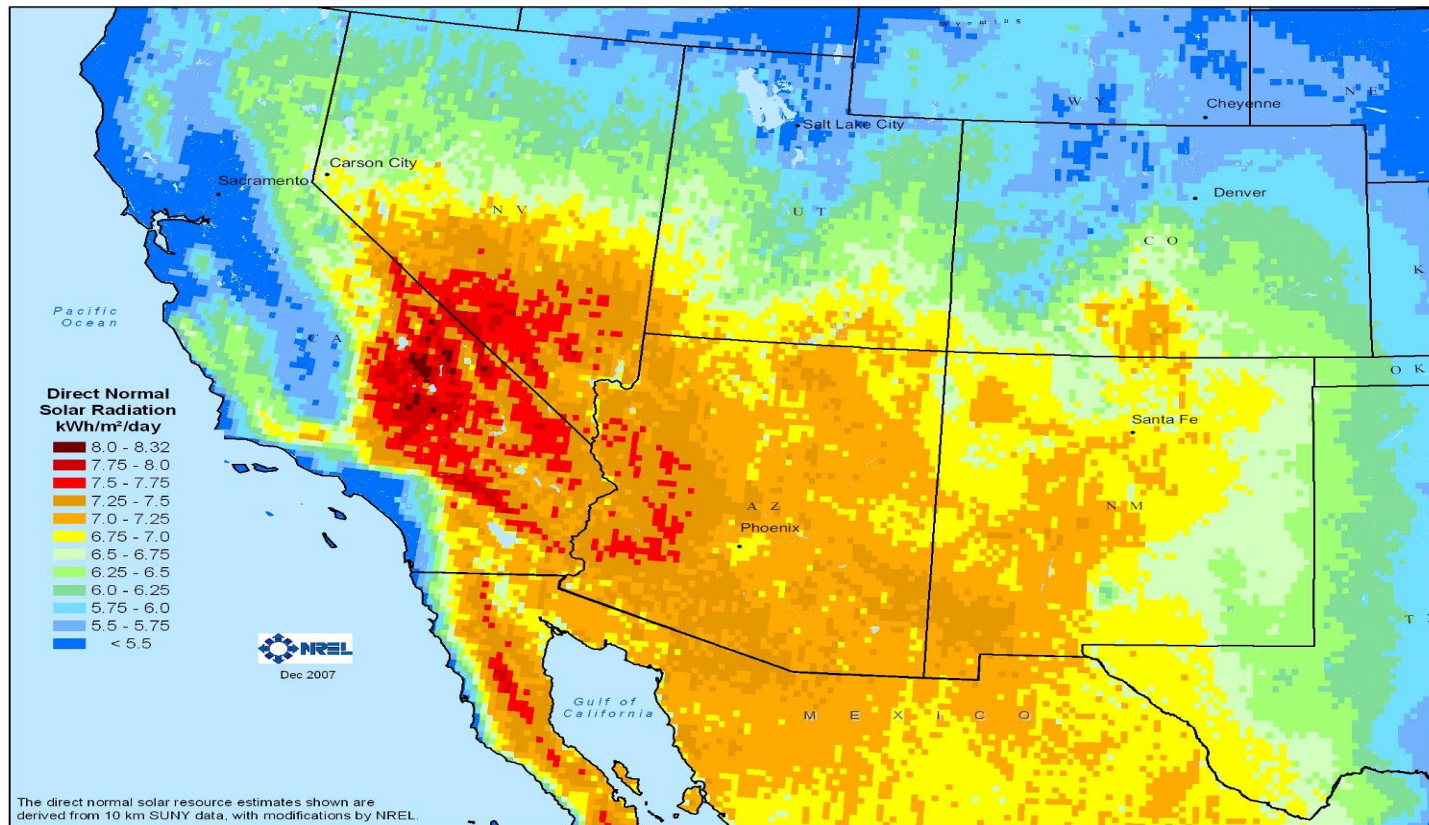 Wyoming
WY
NE
Cheyenne
Salt Lake City
Carson City
Sacramento
Denver
NV
UT
CO
K
Pacific
Ocean
CA
OK
Direct Normal
Solar Radiation
kWh/m²/day
8.0 - 8.32
7.75 - 8.0
7.5 - 7.75
7.25 - 7.5
7.0 - 7.25
6.75 - 7.0
6.5 - 6.75
6.25 - 6.5
6.0 - 6.25
5.75 - 6.0
5.5 - 5.75
< 5.5
Santa Fe
AZ
NM
Phoenix
T
NREL
Dec 2007
Gulf of
California
MEXICO
The direct normal solar resource estimates shown are
derived from 10 km SUNY data, with modifications by NREL.